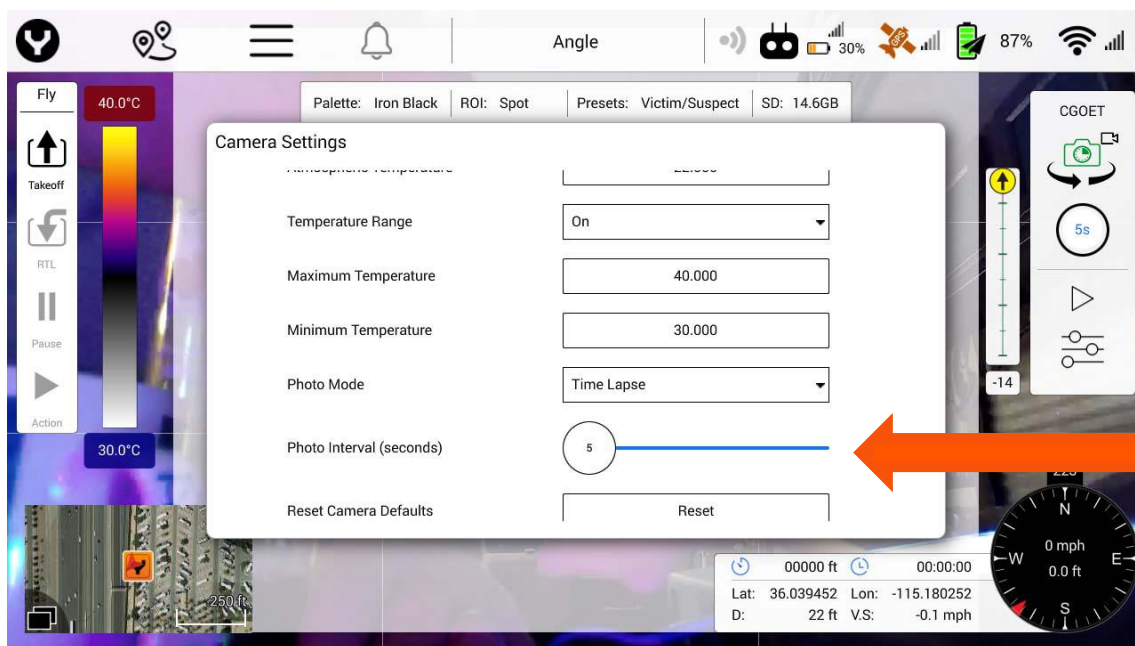 Angle
30%
GPS
87%
Fly
40.0°C
Palette: Iron Black ROI: Spot Presets: Victim/Suspect SD: 14.6GB
CGOET
Camera Settings
Takeoff
Temperature Range On
5s
RTL
Maximum Temperature 40.000
Minimum Temperature 30.000
Pause
Photo Mode Time Lapse
-14
Action
30.0°C
Photo Interval (seconds) 5
Reset Camera Defaults Reset
N
W E
S
0 mph
0.0 ft
250 ft
00000 ft 00:00:00
Lat: 36.039452 Lon: -115.180252
D: 22 ft V.S: -0.1 mph